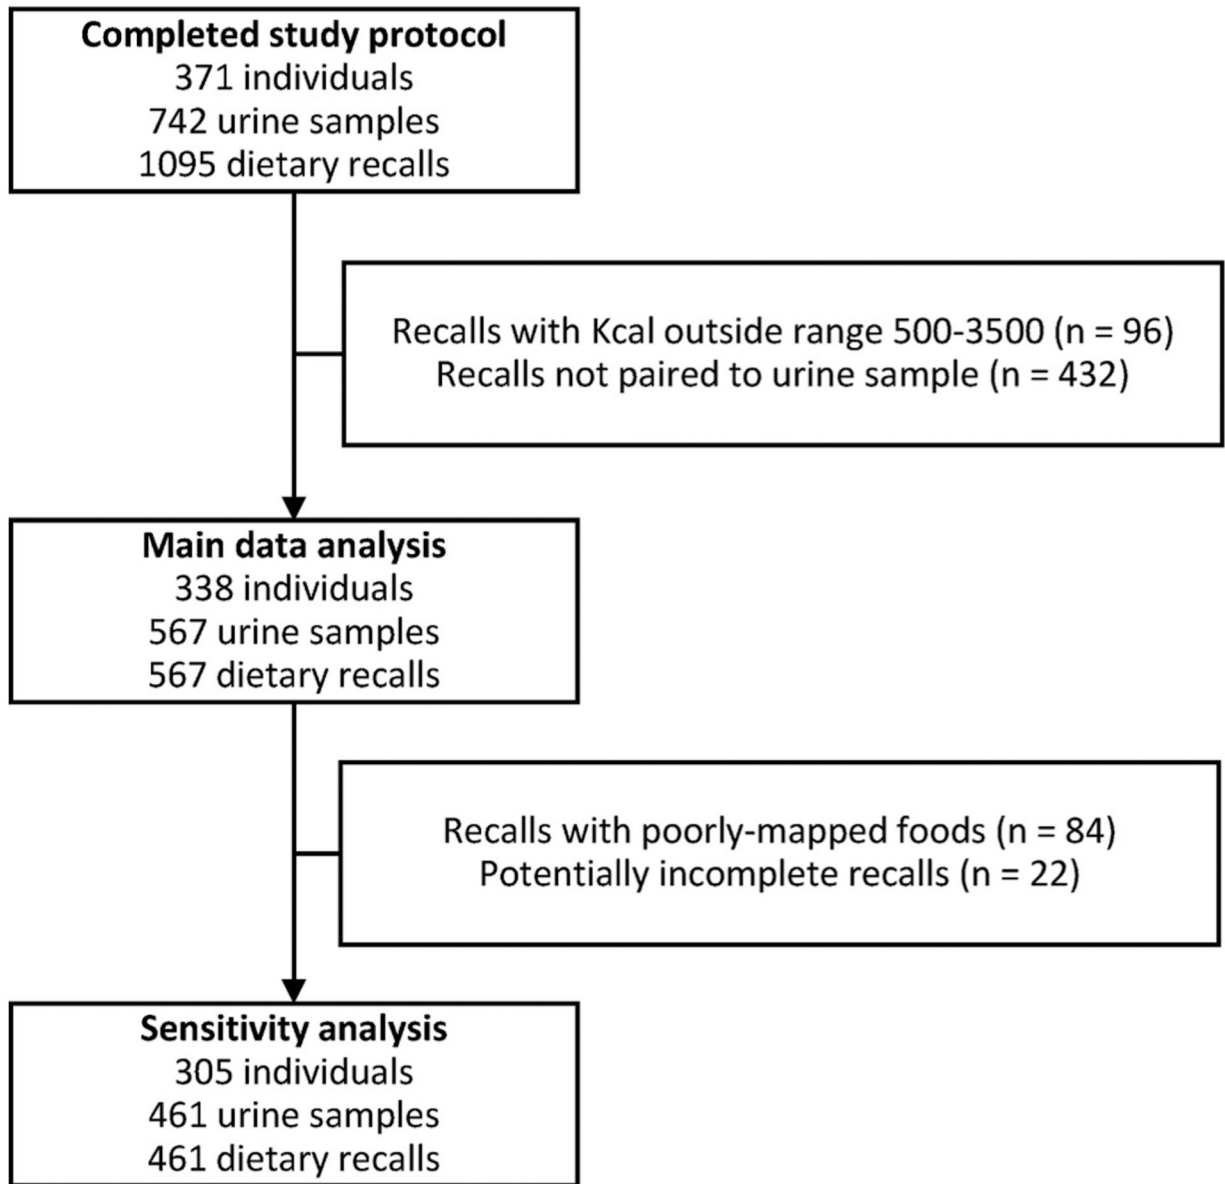 Completed study protocol
371 individuals
742 urine samples
1095 dietary recalls
Recalls with Kcal outside range 500-3500 (n = 96)
Recalls not paired to urine sample (n = 432)
Main data analysis
338 individuals
567 urine samples
567 dietary recalls
Recalls with poorly-mapped foods (n = 84)
Potentially incomplete recalls (n = 22)
Sensitivity analysis
305 individuals
461 urine samples
461 dietary recalls